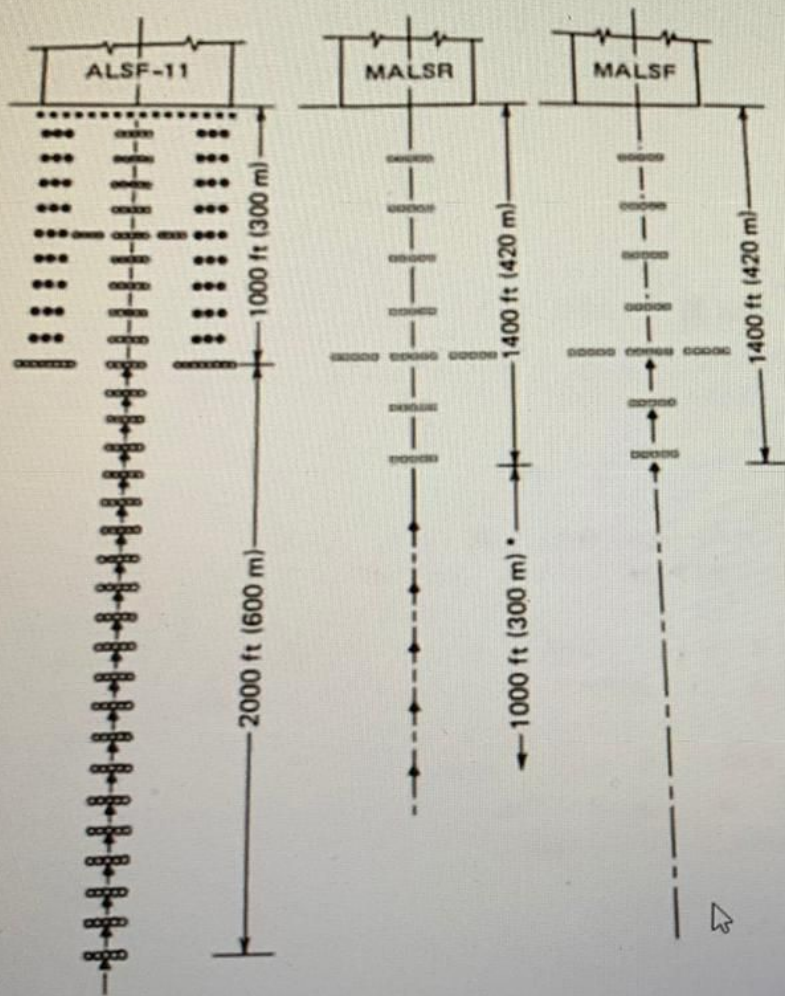 ALSF-11
MALSR
MALSF
1000 ft (300 m)
1400 ft (420 m)
1400 ft (420 m)
2000 ft (600 m)
1000 ft (300 m) *